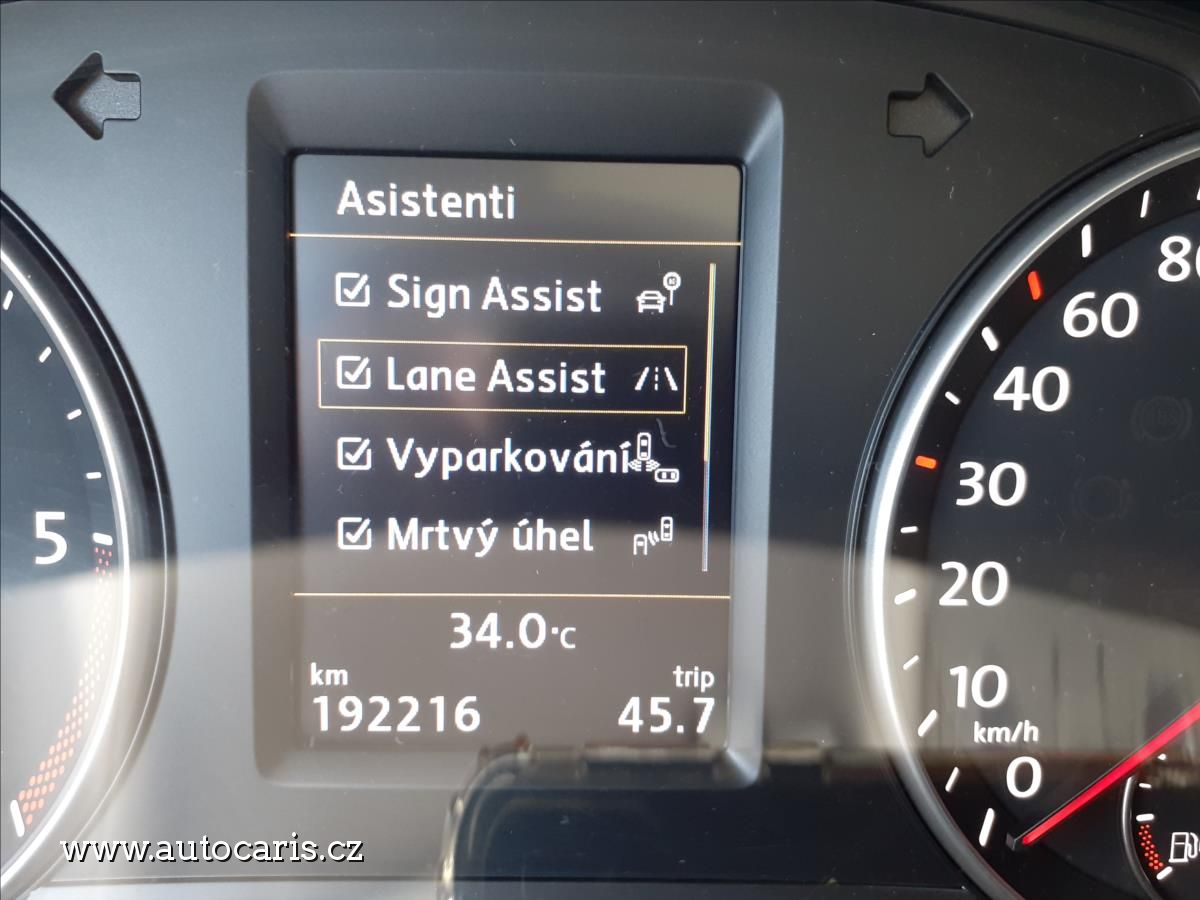 Asistenti
Sign Assist
Lane Assist
Vyparkování
Mrtvý úhel
34.0°C
km trip
192216 45.7
5
80
60
40
30
20
10
km/h
0
www.autocaris.cz